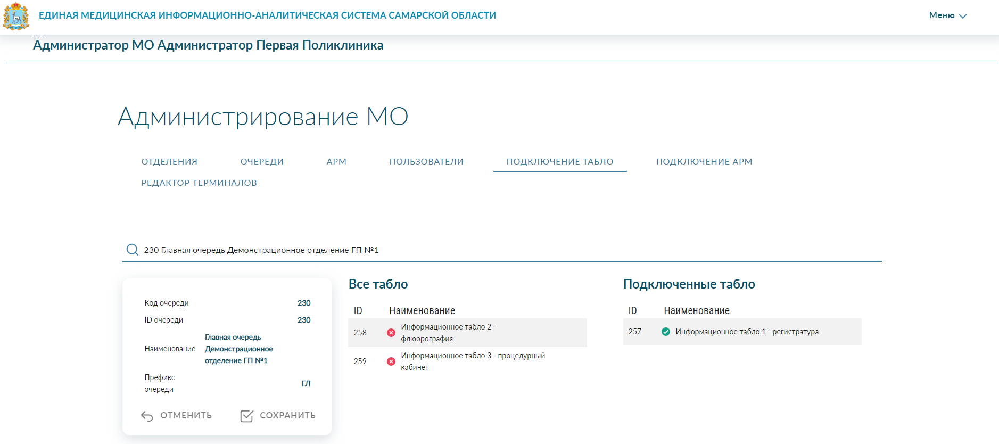 ЕДИНАЯ МЕДИЦИНСКАЯ ИНФОРМАЦИОННО-АНАЛИТИЧЕСКАЯ СИСТЕМА САМАРСКОЙ ОБЛАСТИ
Меню
Администратор МО Администратор Первая Поликлиника
Администрирование МО
ОТДЕЛЕНИЯ ОЧЕРЕДИ АРМ ПОЛЬЗОВАТЕЛИ ПОДКЛЮЧЕНИЕ ТАБЛО ПОДКЛЮЧЕНИЕ АРМ
РЕДАКТОР ТЕРМИНАЛОВ
230 Главная очередь Демонстрационное отделение ГП №1
Код очереди 230
ID очереди 230
Наименование Главная очередь
Демонстрационное
отделение ГП №1
Префикс
очереди ГЛ
ОТМЕНИТЬ СОХРАНИТЬ
Все табло
ID Наименование
258 Информационное табло 2 -
флюорография
259 Информационное табло 3 - процедурный
кабинет
Подключенные табло
ID Наименование
257 Информационное табло 1 - регистратура